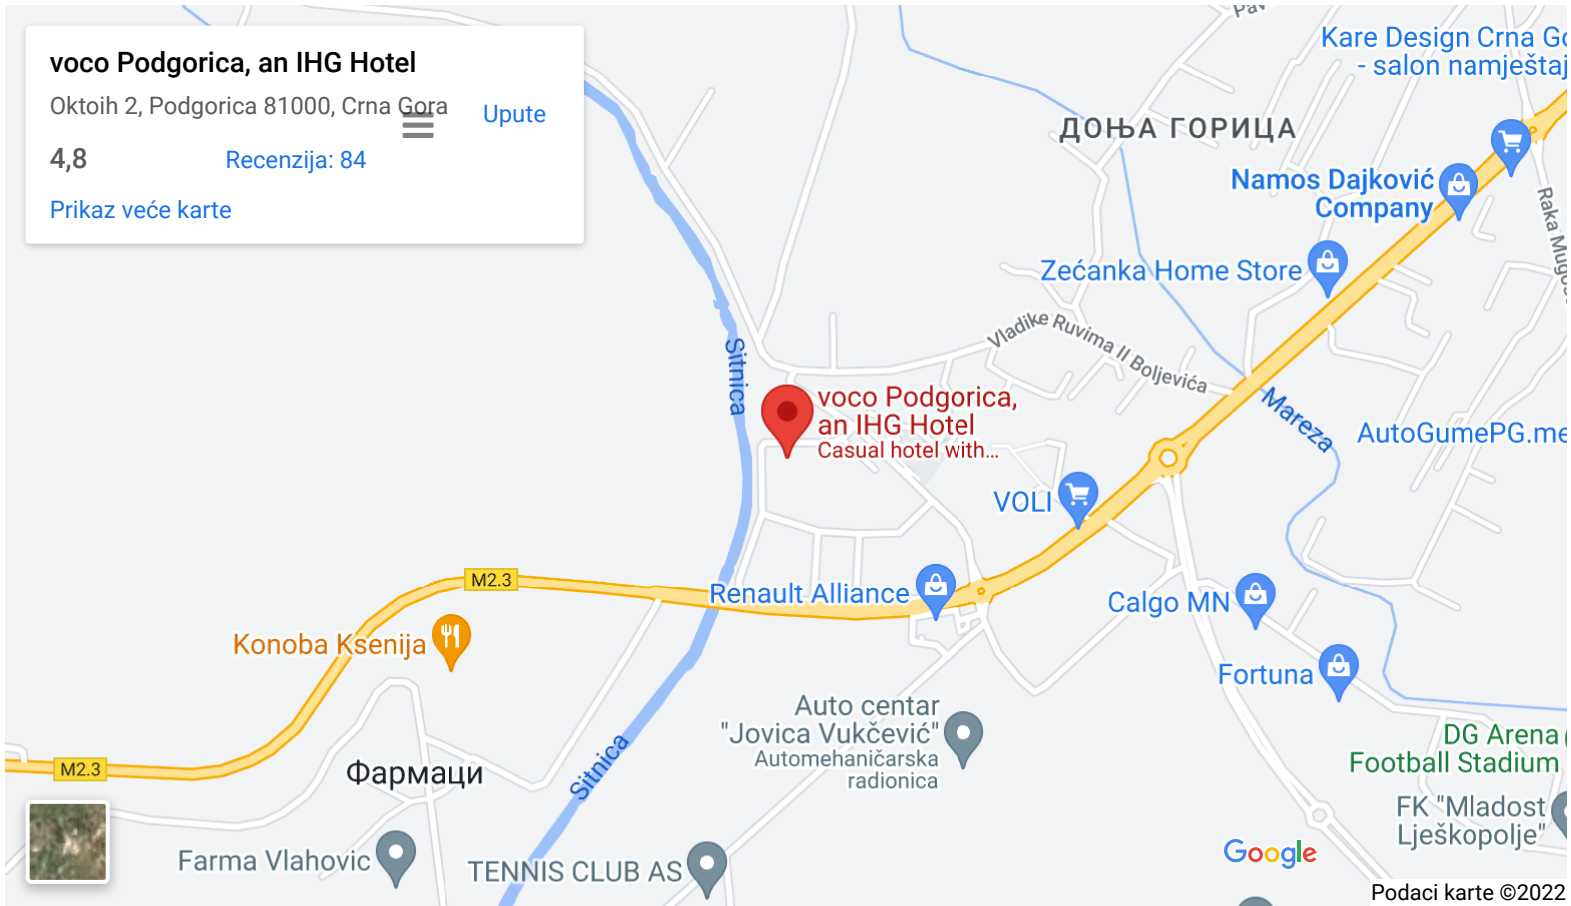 voco Podgorica, an IHG Hotel
Oktoih 2, Podgorica 81000, Crna Gora
Upute
4,8
Recenzija: 84
Prikaz veće karte
Kare Design Crna Go
- salon namještaj
ДОЊА ГОРИЦА
Namos Dajković
Company
Raka Mugoš
Zećanka Home Store
Vladike Ruvima II Boljevića
Sitnica
voco Podgorica,
an IHG Hotel
Casual hotel with...
Mareza
AutoGumePG.me
VOLI
M2.3
Renault Alliance
Calgo MN
Konoba Ksenija
Fortuna
Auto centar
"Jovica Vukčević"
Automehaničarska
radionica
Sitnica
DG Arena
Football Stadium
M2.3
Фармаци
FK "Mladost
Lješkopolje"
Farma Vlahovic
TENNIS CLUB AS
Google
Podaci karte ©2022